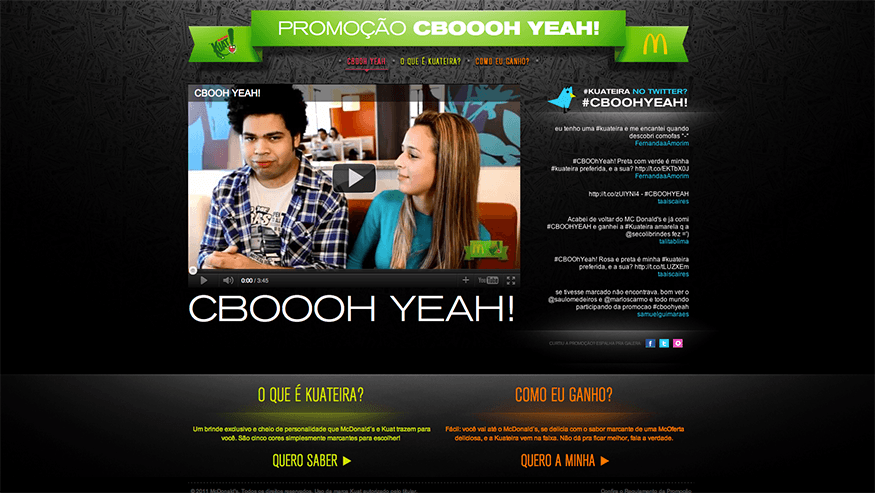 PROMOÇÃO CBOOOH YEAH!
KUAT
CBOOH YEAH
O QUE É KUATEIRA?
COMO EU GANHO?
CBOOH YEAH!
0:00 / 3:45
YouTube
CBOOOH YEAH!
#KUATEIRA NO TWITTER?
#CBOOHYEAH!
eu tenho uma #kuateira e me encantei quando
descobri comofas *-*
FernandaaAmorim
#CBOOhYeah! Preta com verde é minha
#kuateira preferida, e a sua? http://t.co/EKTbX0J
FernandaaAmorim
http://t.co/zUIYNI4 - #CBOOHYEAH
taaiscaires
Acabei de voltar do MC Donald's e já comi
#CBOOHYEAH e ganhei a #Kuateira amarela q a
@secolibrindes fez =')
talitablima
#CBOOhYeah! Rosa e preta é minha #kuateira
preferida, e a sua? http://t.co/tLUZXEm
taaiscaires
se tivesse marcado não encontrava. bom ver o
@saulomedeiros e @marloscarmo e todo mundo
participando da promocao #cboohyeah
samuelguimaraes
CURTIU A PROMOÇÃO? ESPALHA PRA GALERA
O QUE É KUATEIRA?
Um brinde exclusivo e cheio de personalidade que McDonald's e Kuat trazem para
você. São cinco cores simplesmente marcantes para escolher!
QUERO SABER
COMO EU GANHO?
Fácil: você vai até o McDonald's, se delicia com o sabor marcante de uma McOferta
deliciosa, e a Kuateira vem na faixa. Não dá pra ficar melhor, fala a verdade.
QUERO A MINHA
© 2011 McDonald's. Todos os direitos reservados. Uso da marca Kuat autorizado pelo titular.
Confira o Regulamento da Promoção